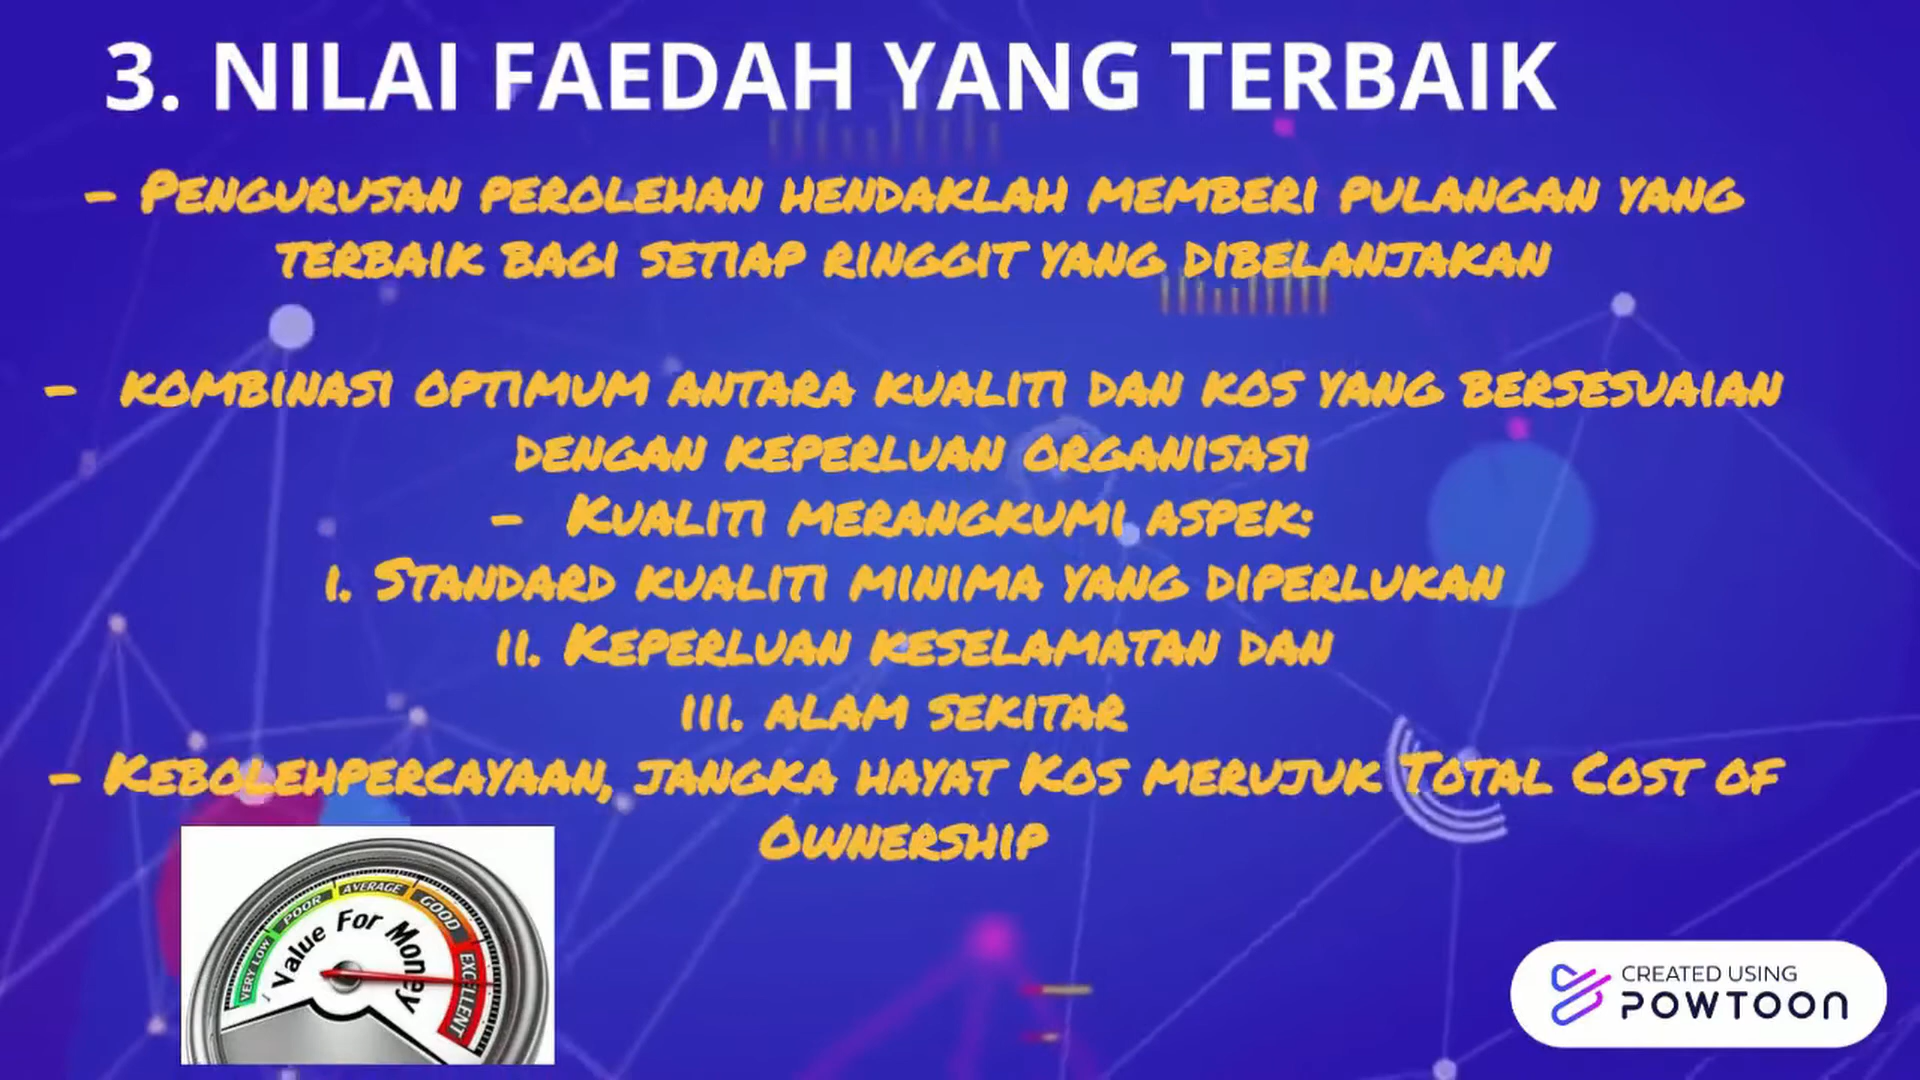 3. NILAI FAEDAH YANG TERBAIK
- PENGURUSAN PEROLEHAN HENDAKLAH MEMBERI PULANGAN YANG
TERBAIK BAGI SETIAP RINGGIT YANG DIBELANJAKAN
- KOMBINASI OPTIMUM ANTARA KUALITI DAN KOS YANG BERSESUAIAN
DENGAN KEPERLUAN ORGANISASI
- KUALITI MERANGKUMI ASPEK:
I. STANDARD KUALITI MINIMA YANG DIPERLUKAN
II. KEPERLUAN KESELAMATAN DAN
III. ALAM SEKITAR
- KEBOLEHPERCAYAAN, JANGKA HAYAT KOS MERUJUK TOTAL COST OF
OWNERSHIP
VERY LOW
POOR
AVERAGE
GOOD
EXCELLENT
Value For Money
CREATED USING
POWTOON